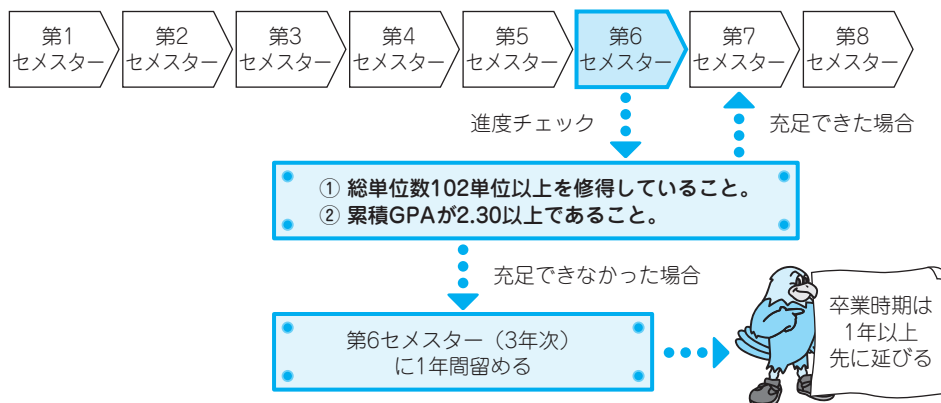 第1
セメスター
第2
セメスター
第3
セメスター
第4
セメスター
第5
セメスター
第6
セメスター
第7
セメスター
第8
セメスター
進度チェック
充足できた場合
① 総単位数102単位以上を修得していること。
② 累積GPAが2.30以上であること。
充足できなかった場合
第6セメスター（3年次）
に1年間留める
卒業時期は
1年以上
先に延びる